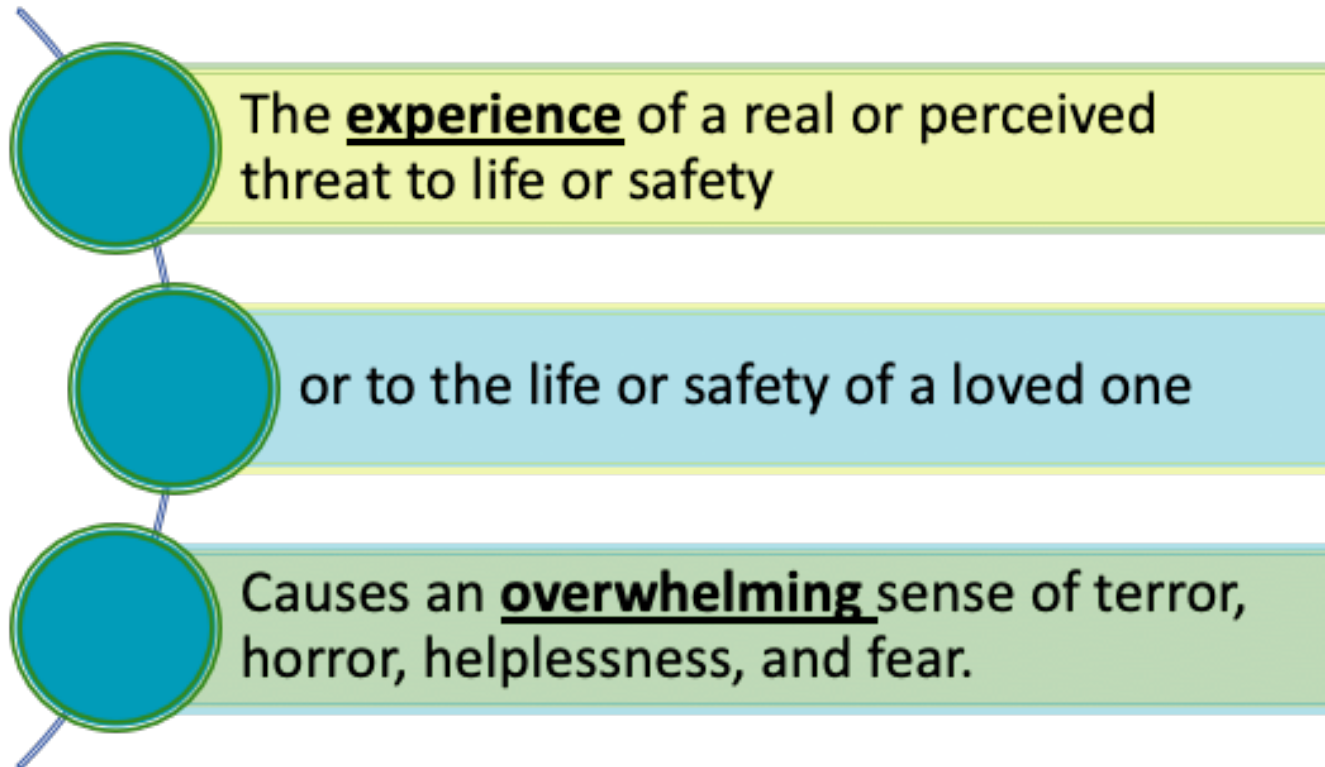 The experience of a real or perceived
threat to life or safety
or to the life or safety of a loved one
Causes an overwhelming sense of terror,
horror, helplessness, and fear.